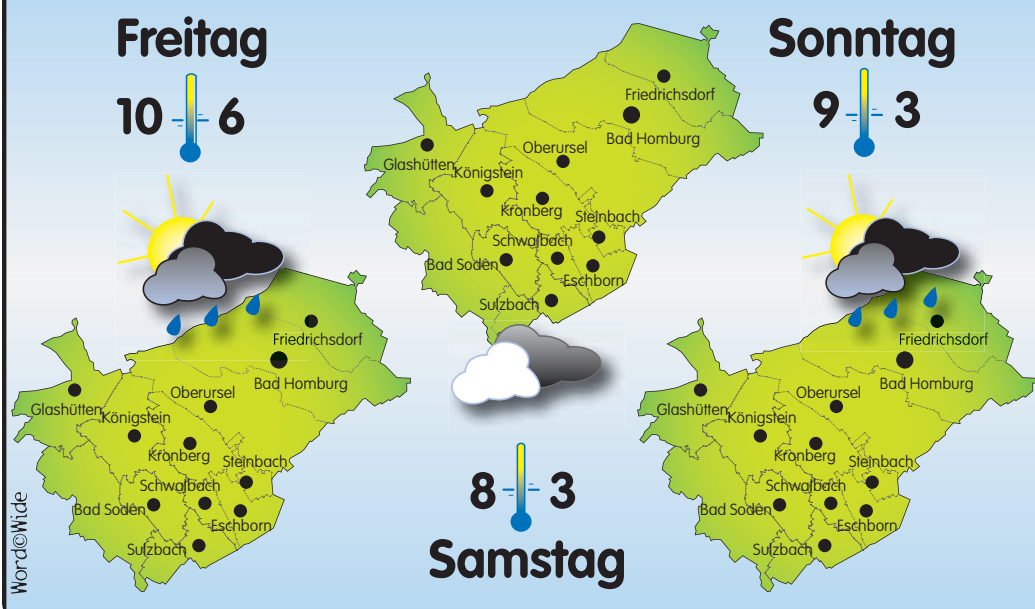 Freitag
10 6
Friedrichsdorf
Bad Homburg
Oberursel
Glashütten
Königstein
Kronberg
Steinbach
Schwalbach
Bad Soden
Eschborn
Sulzbach
Friedrichsdorf
Bad Homburg
Oberursel
Glashütten
Königstein
Kronberg
Steinbach
Schwalbach
Bad Soden
Eschborn
Sulzbach
8 3
Samstag
Sonntag
9 3
Friedrichsdorf
Bad Homburg
Oberursel
Glashütten
Königstein
Kronberg
Steinbach
Schwalbach
Bad Soden
Eschborn
Sulzbach
Word©Wide